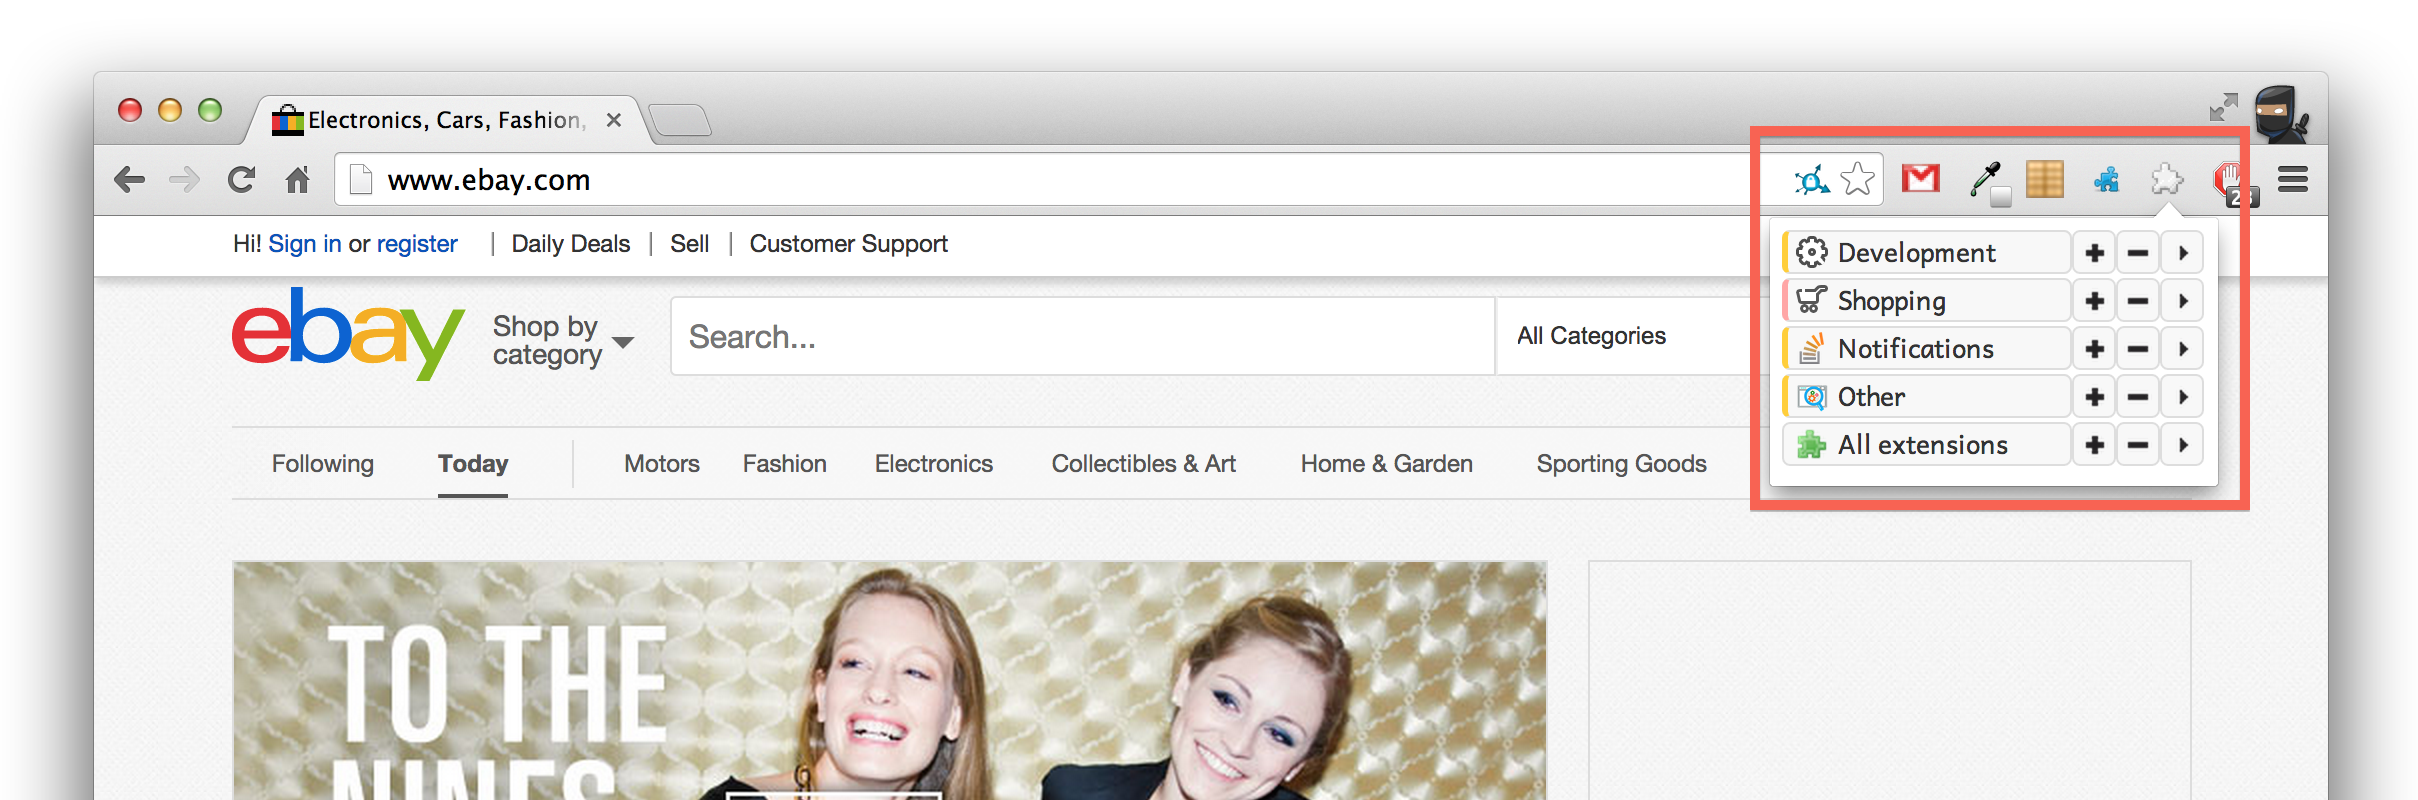 Electronics, Cars, Fashion,
www.ebay.com
Hi! Sign in or register | Daily Deals | Sell | Customer Support
ebay
Shop by
category
Search...
All Categories
Development
Shopping
Notifications
Other
All extensions
Following Today Motors Fashion Electronics Collectibles & Art Home & Garden Sporting Goods
TO THE
NINES